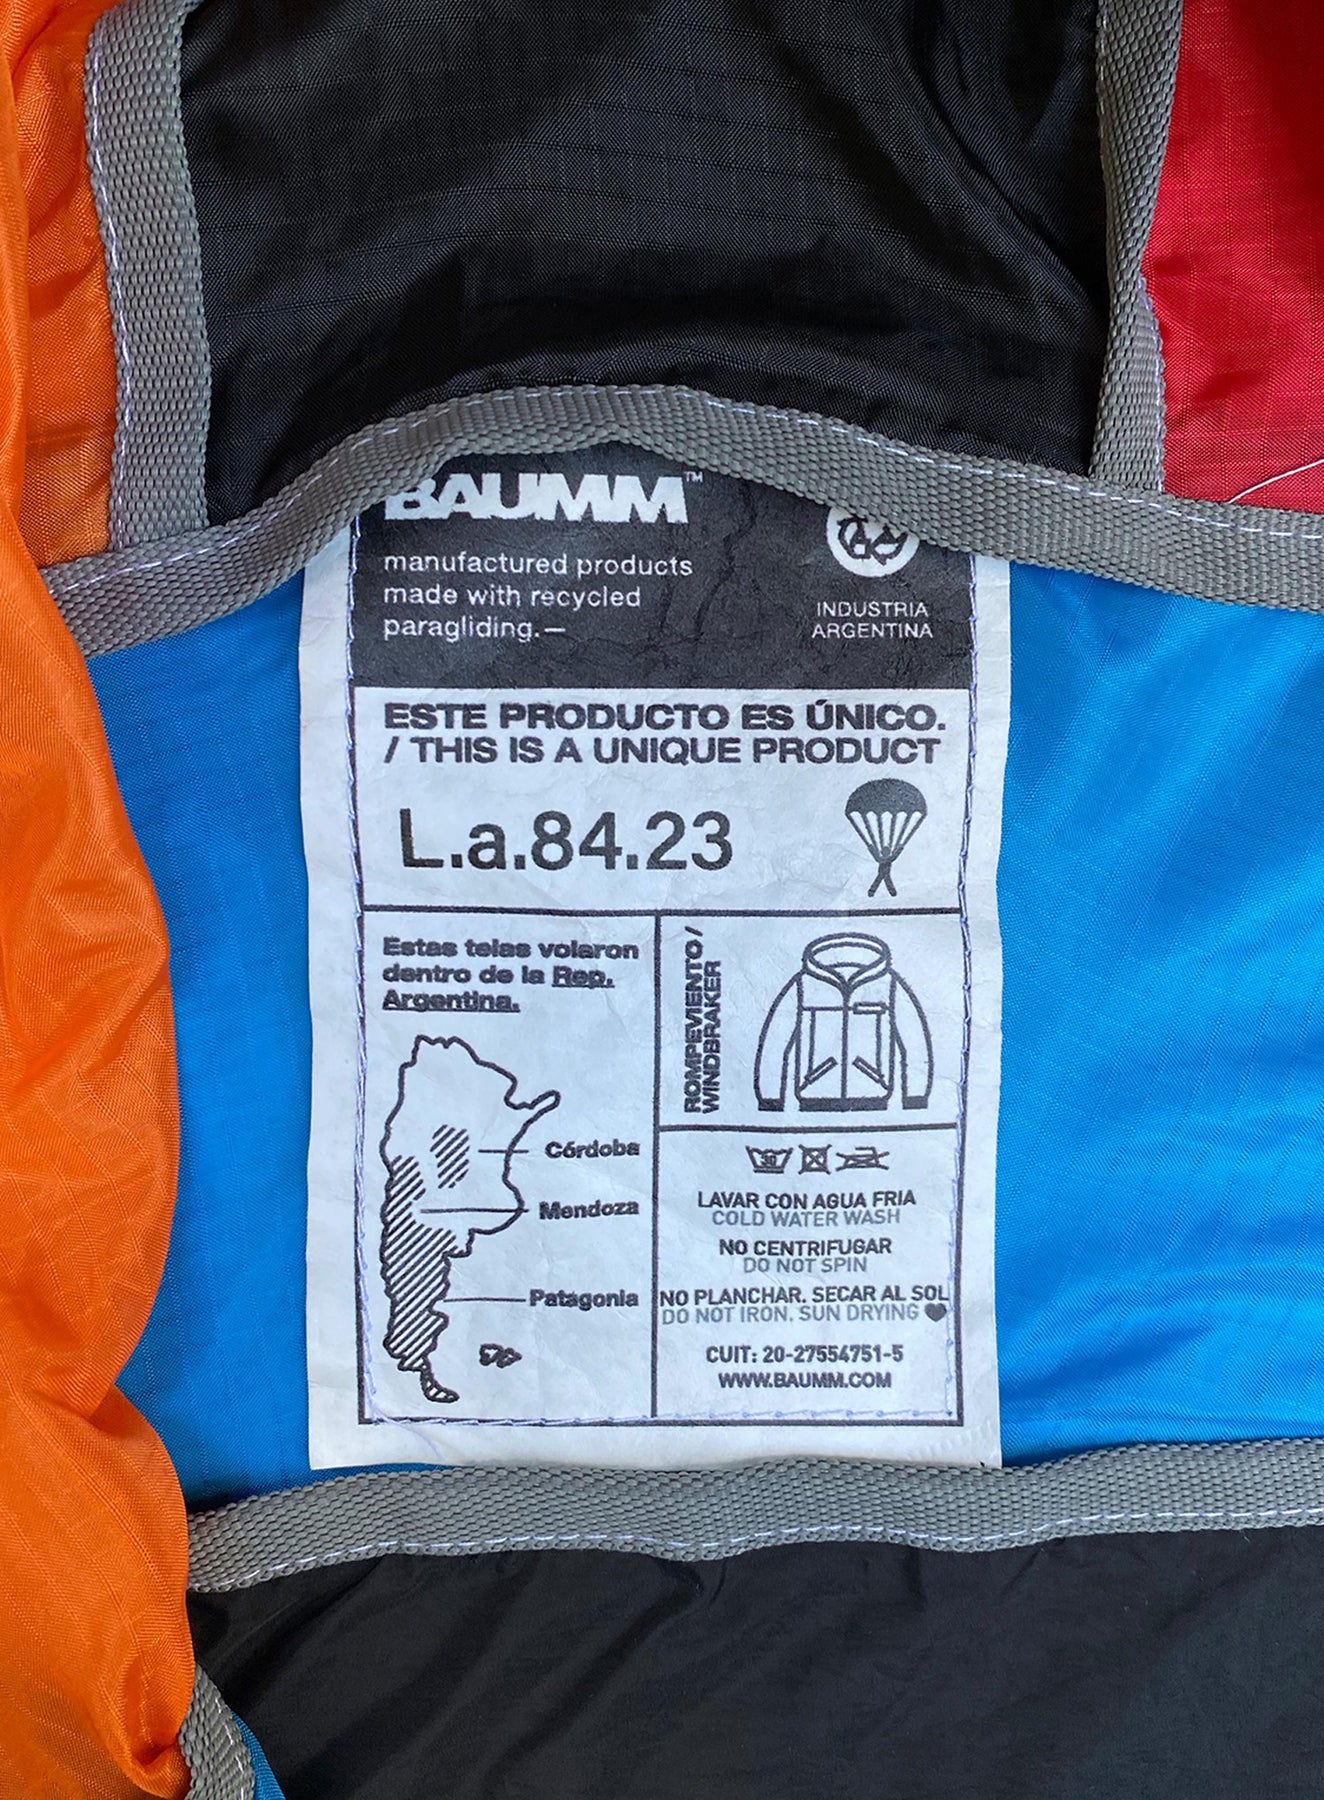 BAUMM™
manufactured products
made with recycled
paragliding.—
INDUSTRIA
ARGENTINA
ESTE PRODUCTO ES ÚNICO.
/ THIS IS A UNIQUE PRODUCT
L.a.84.23
Estas telas volaron
dentro de la Rep.
Argentina.
Córdoba
Mendoza
Patagonia
ROMPEVIENTO /
WINDBRAKER
30
LAVAR CON AGUA FRIA
COLD WATER WASH
NO CENTRIFUGAR
DO NOT SPIN
NO PLANCHAR. SECAR AL SOL
DO NOT IRON. SUN DRYING
CUIT: 20-27554751-5
WWW.BAUMM.COM